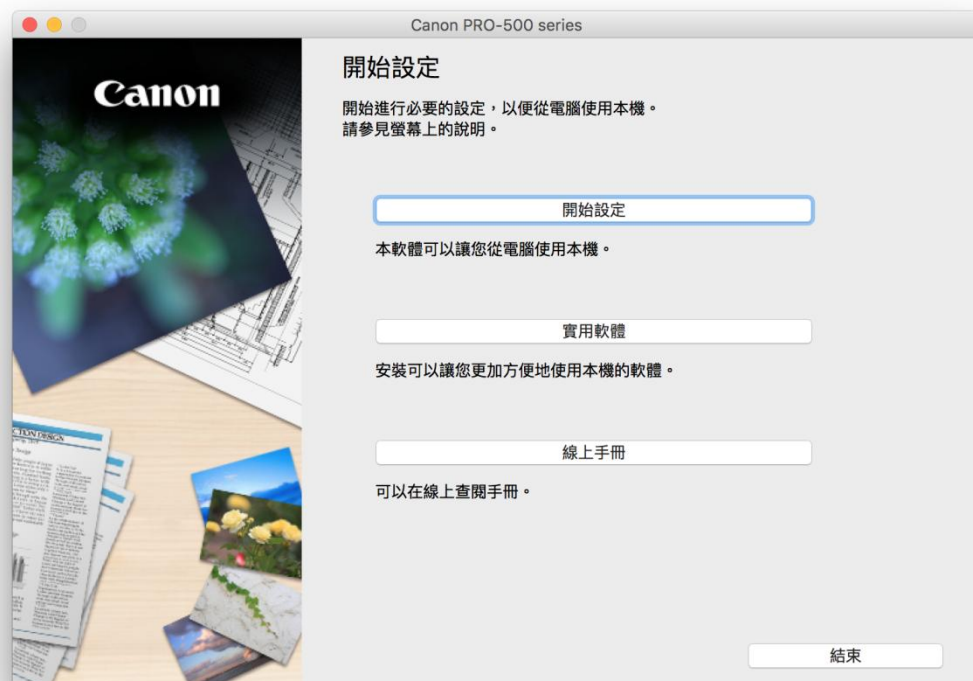 Canon PRO-500 series
Canon
開始設定
開始進行必要的設定，以便從電腦使用本機。
請參見螢幕上的說明。
開始設定
本軟體可以讓您從電腦使用本機。
實用軟體
安裝可以讓您更加方便地使用本機的軟體。
線上手冊
可以在線上查閱手冊。
結束